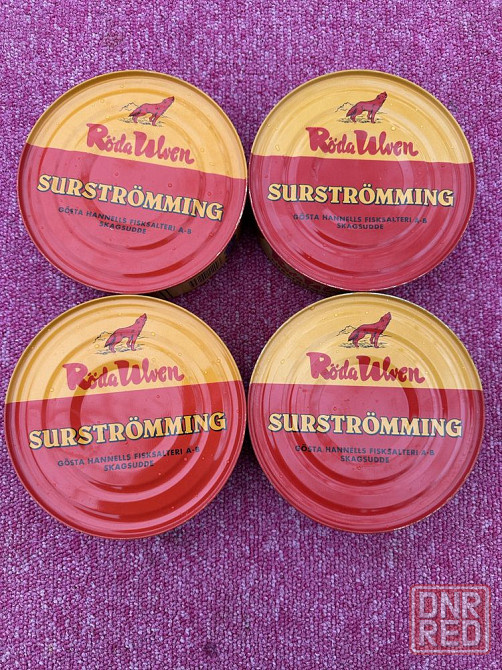 Röda Ulven
SURSTRÖMMING
GÖSTA HANNELLS FISKSALTERI A-B
SKAGSUDDE
Röda Ulven
SURSTRÖMMING
GÖSTA HANNELLS FISKSALTERI A-B
SKAGSUDDE
Röda Ulven
SURSTRÖMMING
GÖSTA HANNELLS FISKSALTERI A-B
SKAGSUDDE
Röda Ulven
SURSTRÖMMING
GÖSTA HANNELLS FISKSALTERI A-B
SKAGSUDDE
DNR
RED